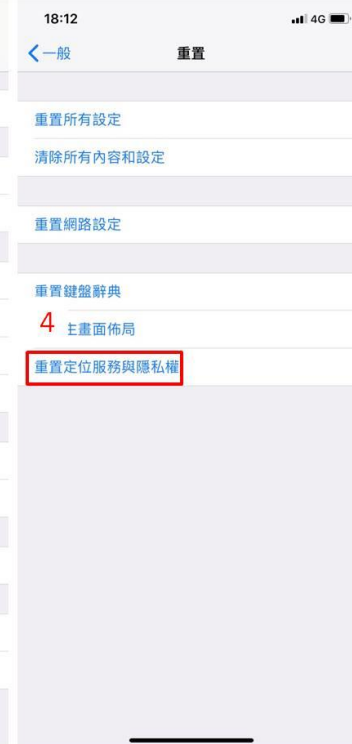 18:12
4G
一般
重置
重置所有設定
清除所有內容和設定
重置網路設定
重置鍵盤辭典
4
主畫面佈局
重置定位服務與隱私權